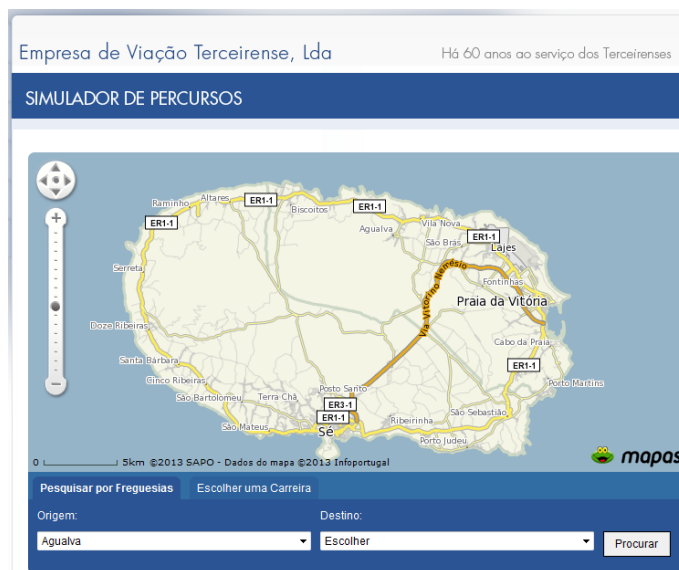 Empresa de Viação Terceirense, Lda
Há 60 anos ao serviço dos Terceirenses
SIMULADOR DE PERCURSOS
Raminho
Altares
ER1-1
Biscoitos
ER1-1
ER1-1
Agualva
Vila Nova
ER1-1
São Brás
Lajes
Serreta
Via Vitorino Nemésio
Fontinhas
Praia da Vitória
Doze Ribeiras
Cabo da Praia
Santa Bárbara
ER1-1
Cinco Ribeiras
Posto Santo
Porto Martins
São Bartolomeu
Terra Chã
ER3-1
ER1-1
São Sebastião
São Mateus
Sé
Ribeirinha
Porto Judeu
0 5km ©2013 SAPO - Dados do mapa ©2013 Infoportugal
mapas
Pesquisar por Freguesias
Escolher uma Carreira
Origem:
Destino:
Agualva
Escolher
Procurar